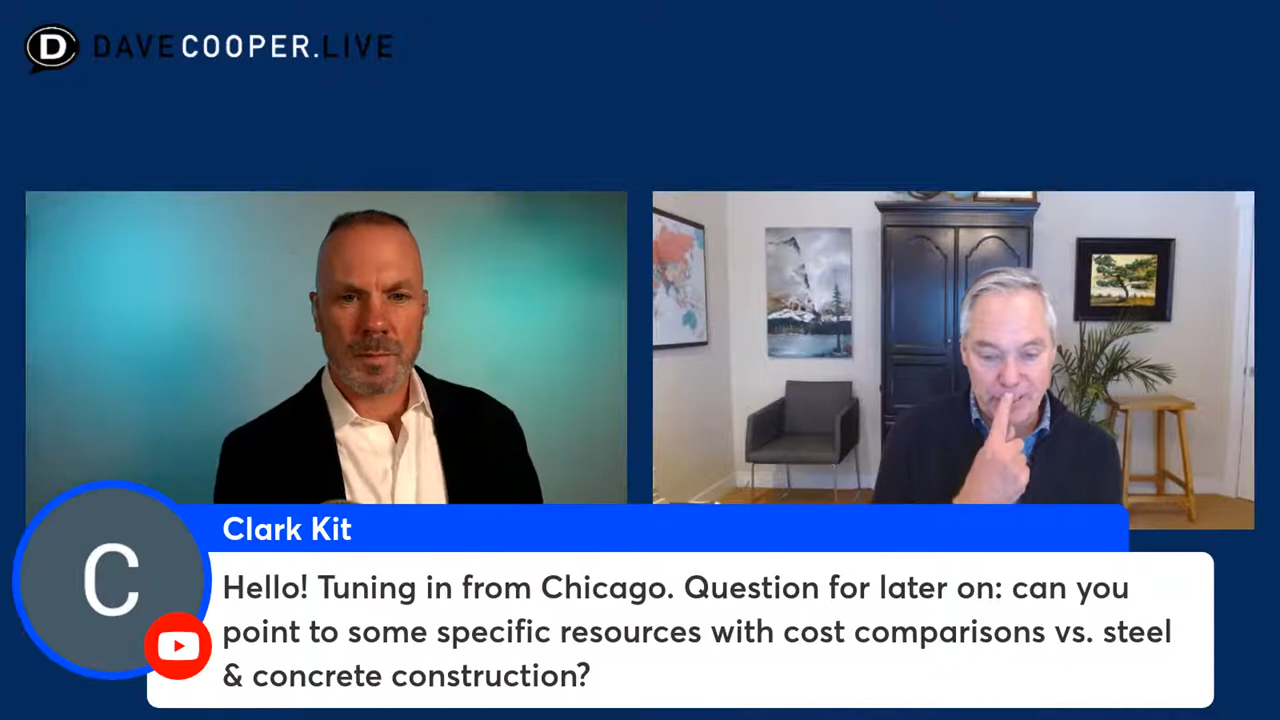 D DAVECOOPER.LIVE
Clark Kit
C
Hello! Tuning in from Chicago. Question for later on: can you
point to some specific resources with cost comparisons vs. steel
& concrete construction?